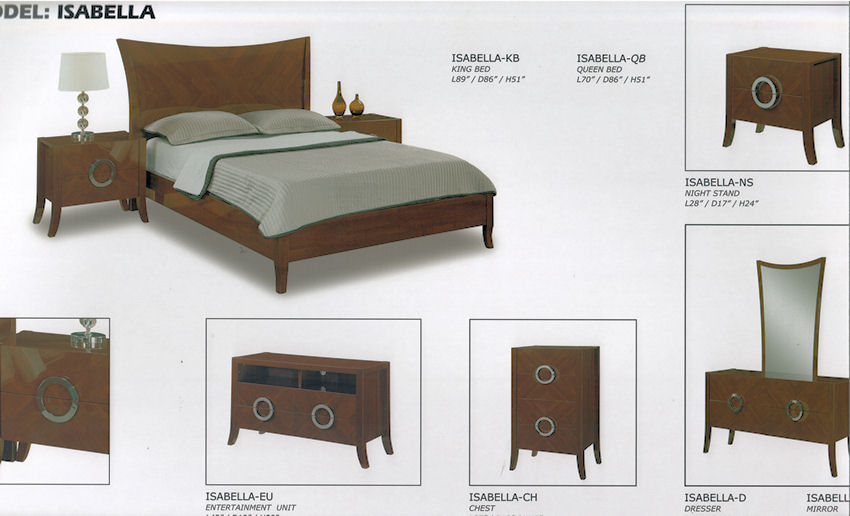 ODEL: ISABELLA
ISABELLA-KB
KING BED
L89” / D86” / H51”
ISABELLA-QB
QUEEN BED
L70” / D86” / H51”
ISABELLA-NS
NIGHT STAND
L28” / D17” / H24”
ISABELLA-EU
ENTERTAINMENT UNIT
ISABELLA-CH
CHEST
ISABELLA-D
DRESSER
ISABELL
MIRROR